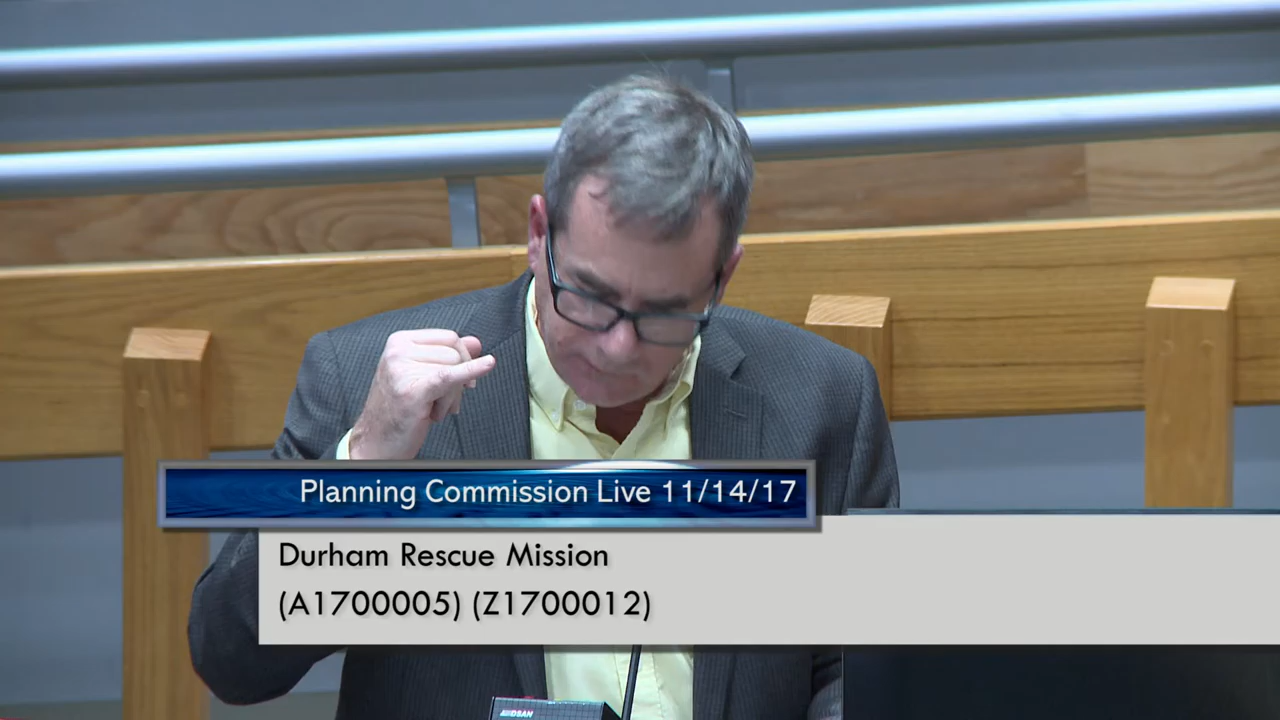 Planning Commission Live 11/14/17
Durham Rescue Mission
(A1700005) (Z1700012)